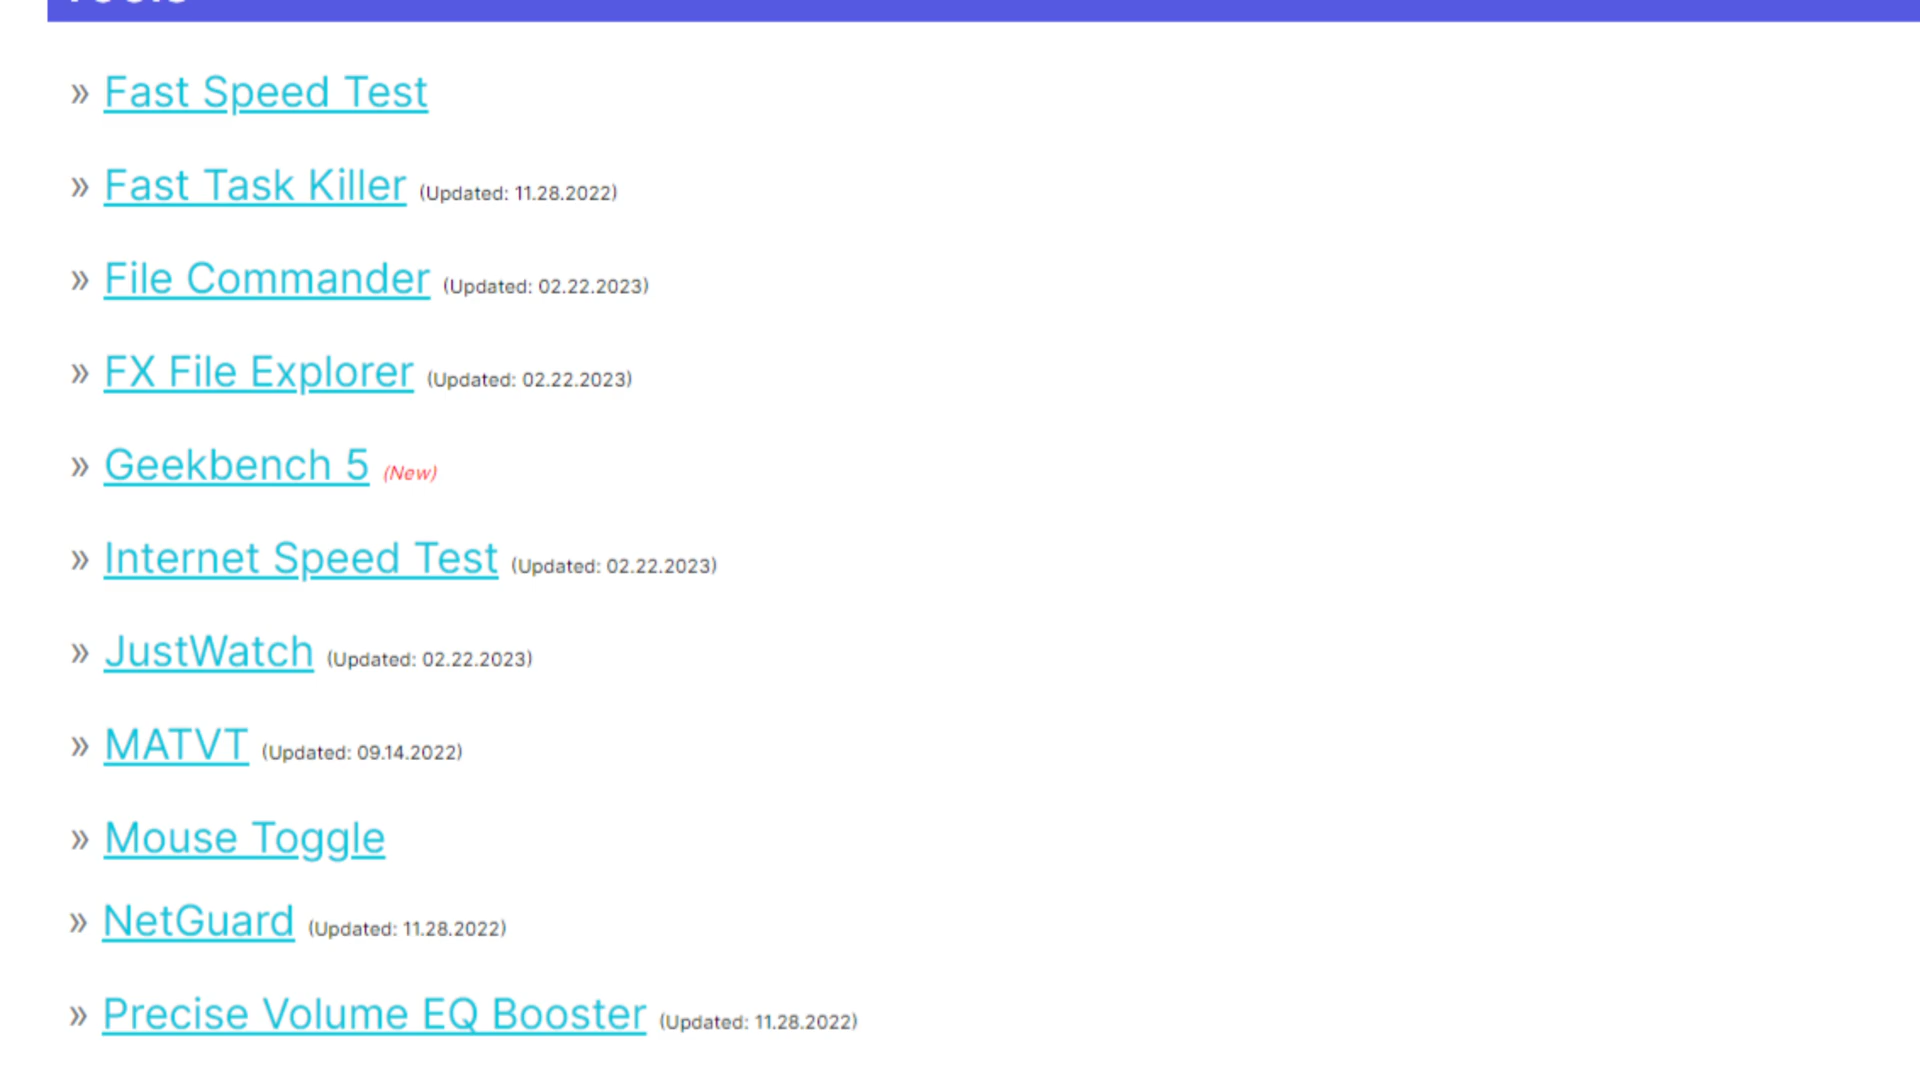 Tools
» Fast Speed Test
» Fast Task Killer (Updated: 11.28.2022)
» File Commander (Updated: 02.22.2023)
» FX File Explorer (Updated: 02.22.2023)
» Geekbench 5 (New)
» Internet Speed Test (Updated: 02.22.2023)
» JustWatch (Updated: 02.22.2023)
» MATVT (Updated: 09.14.2022)
» Mouse Toggle
» NetGuard (Updated: 11.28.2022)
» Precise Volume EQ Booster (Updated: 11.28.2022)